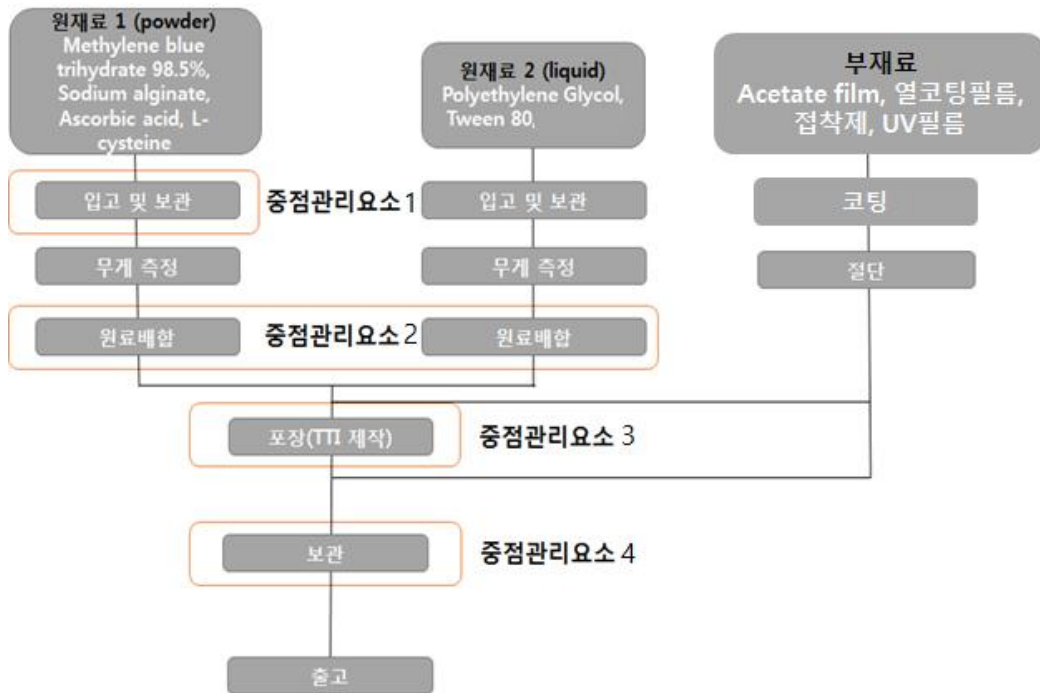 원재료 1 (powder)
Methylene blue
trihydrate 98.5%,
Sodium alginate,
Ascorbic acid, L-
cysteine
원재료 2 (liquid)
Polyethylene Glycol,
Tween 80,
부재료
Acetate film, 열코팅필름,
접착제, UV필름
입고 및 보관
중점관리요소1
입고 및 보관
코팅
무게 측정
무게 측정
절단
원료배합
중점관리요소 2
원료배합
포장(TTI 제작)
중점관리요소 3
보관
중점관리요소 4
출고